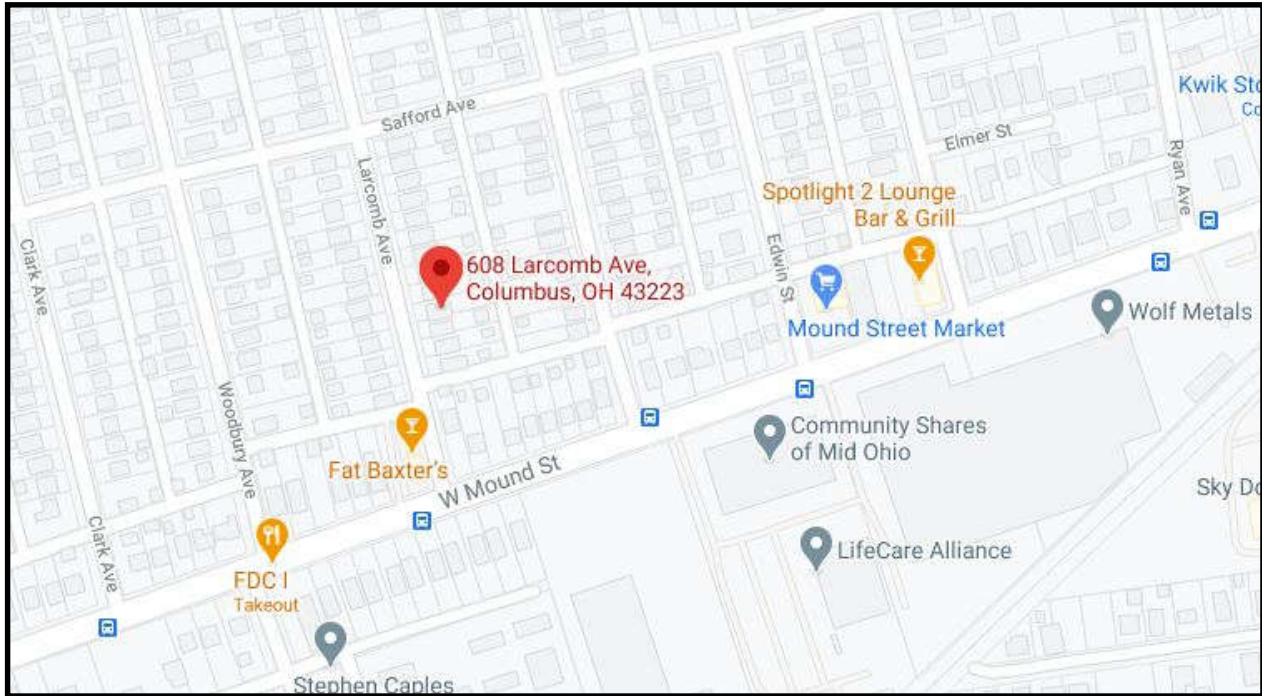 Kwik Sto
Co
Safford Ave
Elmer St
Ryan Ave
Larcomb Ave
Spotlight 2 Lounge
Bar & Grill
Clark Ave
608 Larcomb Ave,
Columbus, OH 43223
Edwin St
Mound Street Market
Wolf Metals
Woodbury Ave
Fat Baxter's
W Mound St
Community Shares
of Mid Ohio
Sky Do
Clark Ave
FDC I
Takeout
LifeCare Alliance
Stephen Caples